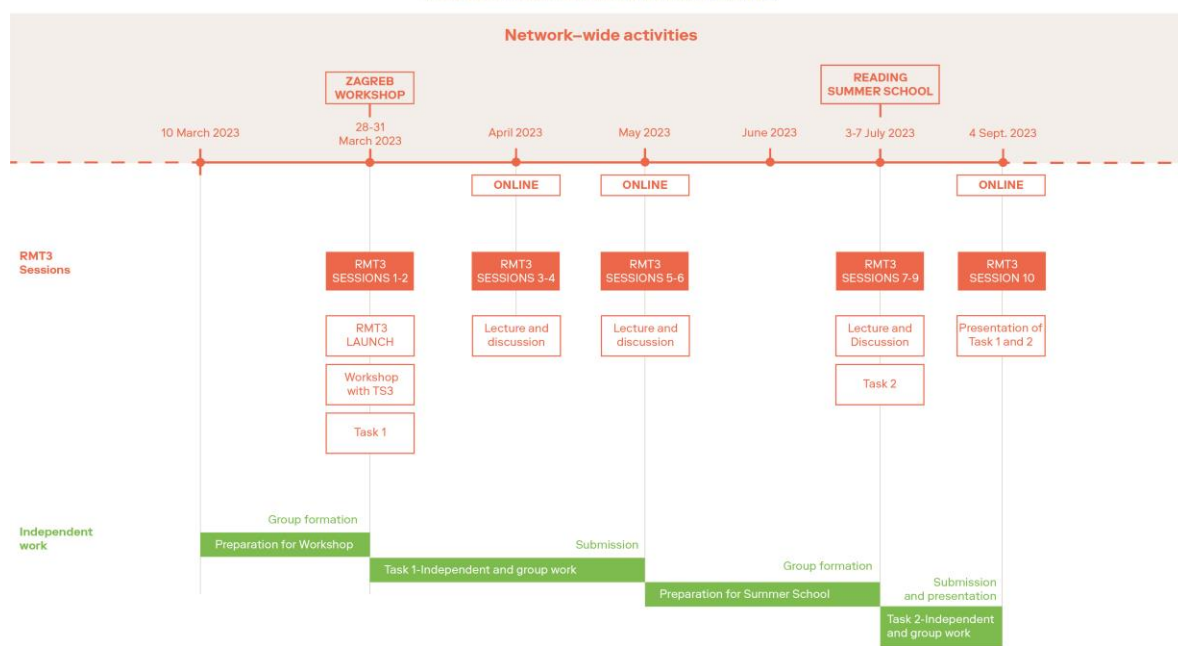 Network–wide activities
ZAGREB
WORKSHOP
READING
SUMMER SCHOOL
10 March 2023
28-31
March 2023
April 2023
May 2023
June 2023
3-7 July 2023
4 Sept. 2023
ONLINE
ONLINE
ONLINE
RMT3
Sessions
RMT3
SESSIONS 1-2
RMT3
SESSIONS 3-4
RMT3
SESSIONS 5-6
RMT3
SESSIONS 7-9
RMT3
SESSION 10
RMT3
LAUNCH
Lecture and
discussion
Lecture and
discussion
Lecture and
Discussion
Presentation of
Task 1 and 2
Workshop
with TS3
Task 2
Task 1
Independent
work
Group formation
Preparation for Workshop
Submission
Task 1-Independent and group work
Group formation
Preparation for Summer School
Submission
and presentation
Task 2-Independent
and group work